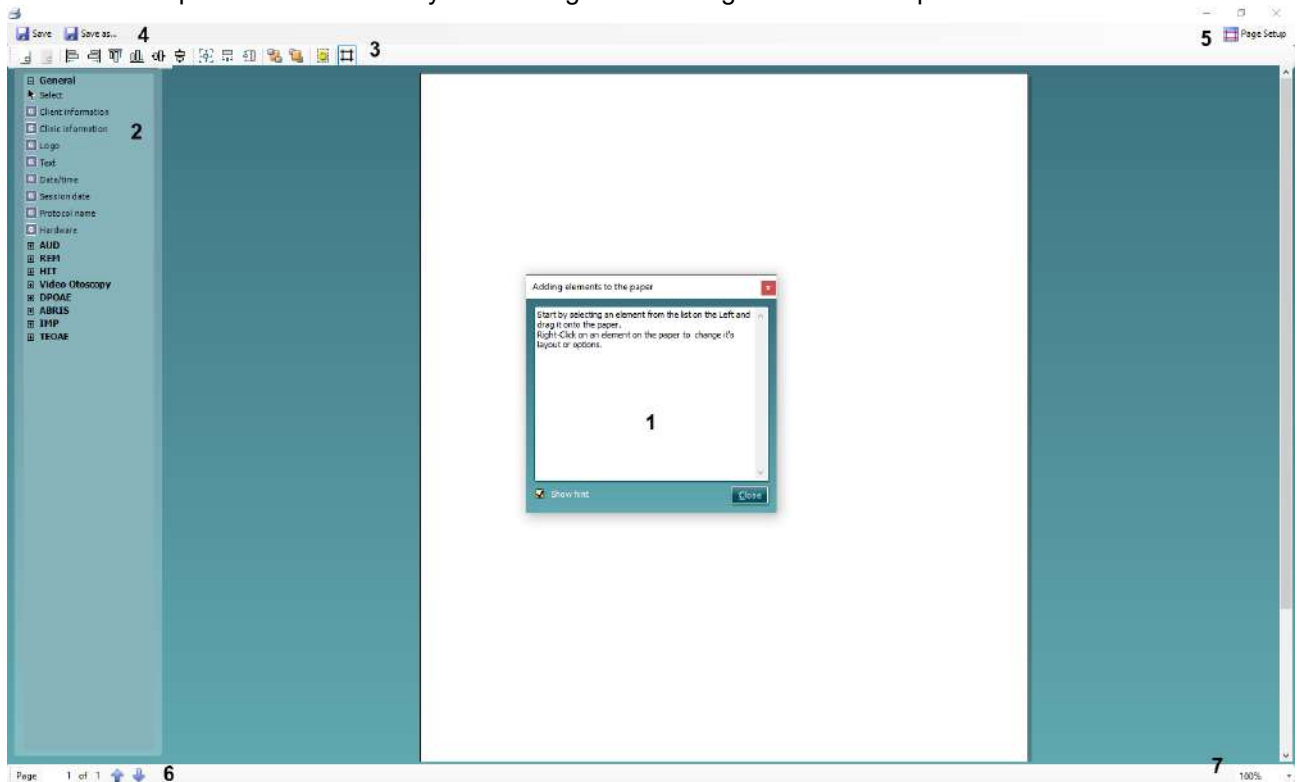 Save Save as... 4
5 Page Setup
3
General
Select
Client information
Clinic information 2
Logo
Text
Date/time
Session date
Protocol name
Hardware
AUD
REM
HIT
Video Otoscopy
DPOAE
ABRIS
IMP
TEOAE
Adding elements to the paper
Start by selecting an element from the list on the Left and
drag it onto the paper.
Right-Click on an element on the paper to change it's
layout or options.
1
Show hint Close
Page 1 of 1 6
7
100%